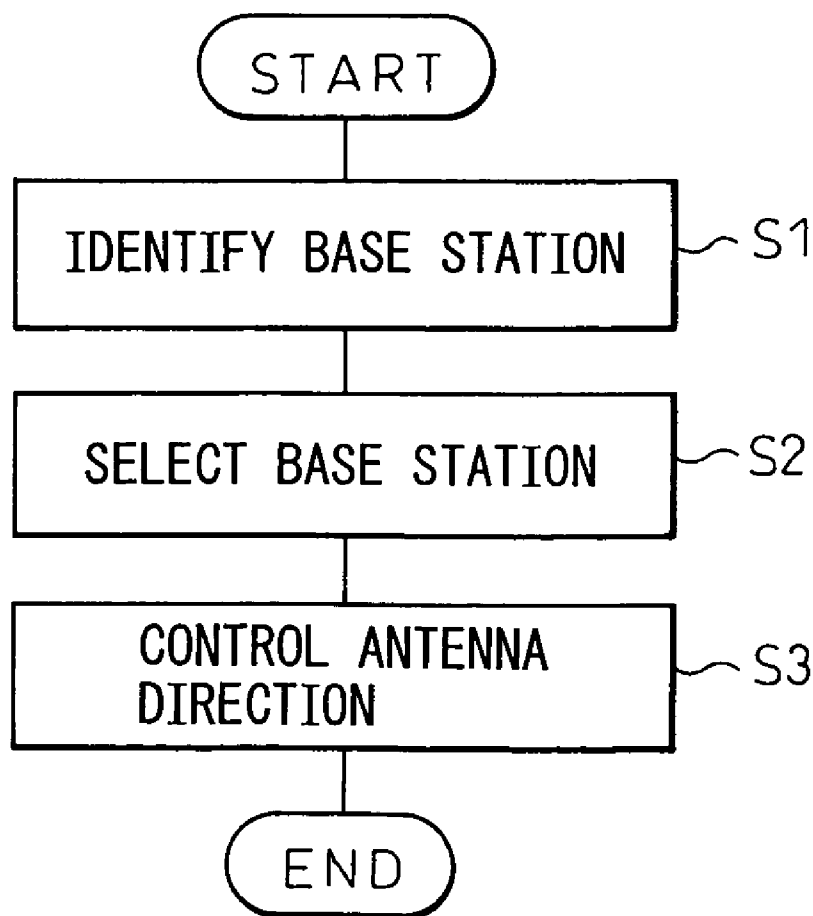 START
IDENTIFY BASE STATION
S1
SELECT BASE STATION
S2
CONTROL ANTENNA
DIRECTION
S3
END